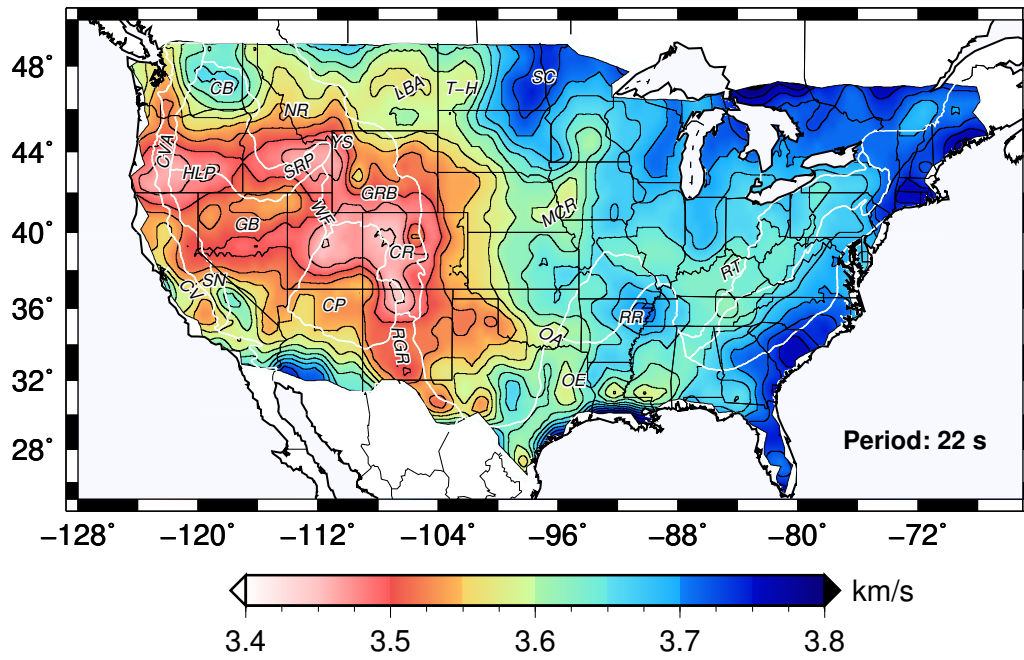 48°
44°
40°
36°
32°
28°
SC
CB
LBA
T-H
NR
YS
CVA
SRP
HLP
GRB
WF
MCR
GB
CR
RT
SN
CV
CP
RR
OA
RGR
OE
Period: 22 s
−128° −120° −112° −104° −96° −88° −80° −72°
km/s
3.4 3.5 3.6 3.7 3.8